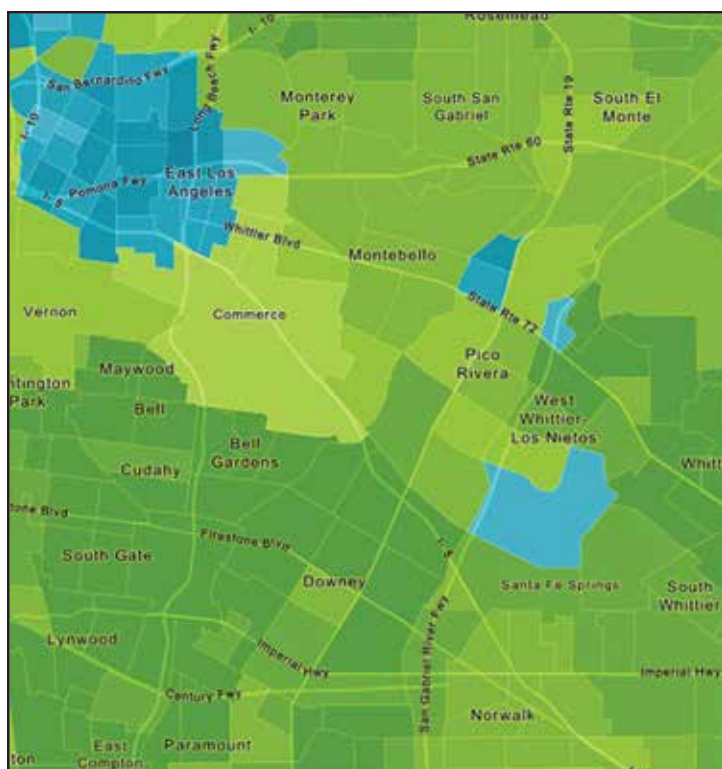 Rosemead
I- 10
San Bernardino Fwy
Long Beach Fwy
State Rte 19
Monterey
Park
South San
Gabriel
South El
Monte
I- 10
State Rte 60
East Los
Angeles
Pomona Fwy
I- 5
Whittier Blvd
Montebello
Vernon
Commerce
State Rte 72
Maywood
Pico
Rivera
ntington
Park
Bell
West
Whittier-
Los Nietos
Bell
Gardens
Cudahy
Whitt
tone Blvd
Firestone Blvd
South Gate
I- 5
Downey
Santa Fe Springs
South
Whittier
Lynwood
Imperial Hwy
San Gabriel River Fwy
Imperial Hwy
Century Fwy
Norwalk
East
Compton
Paramount
ton